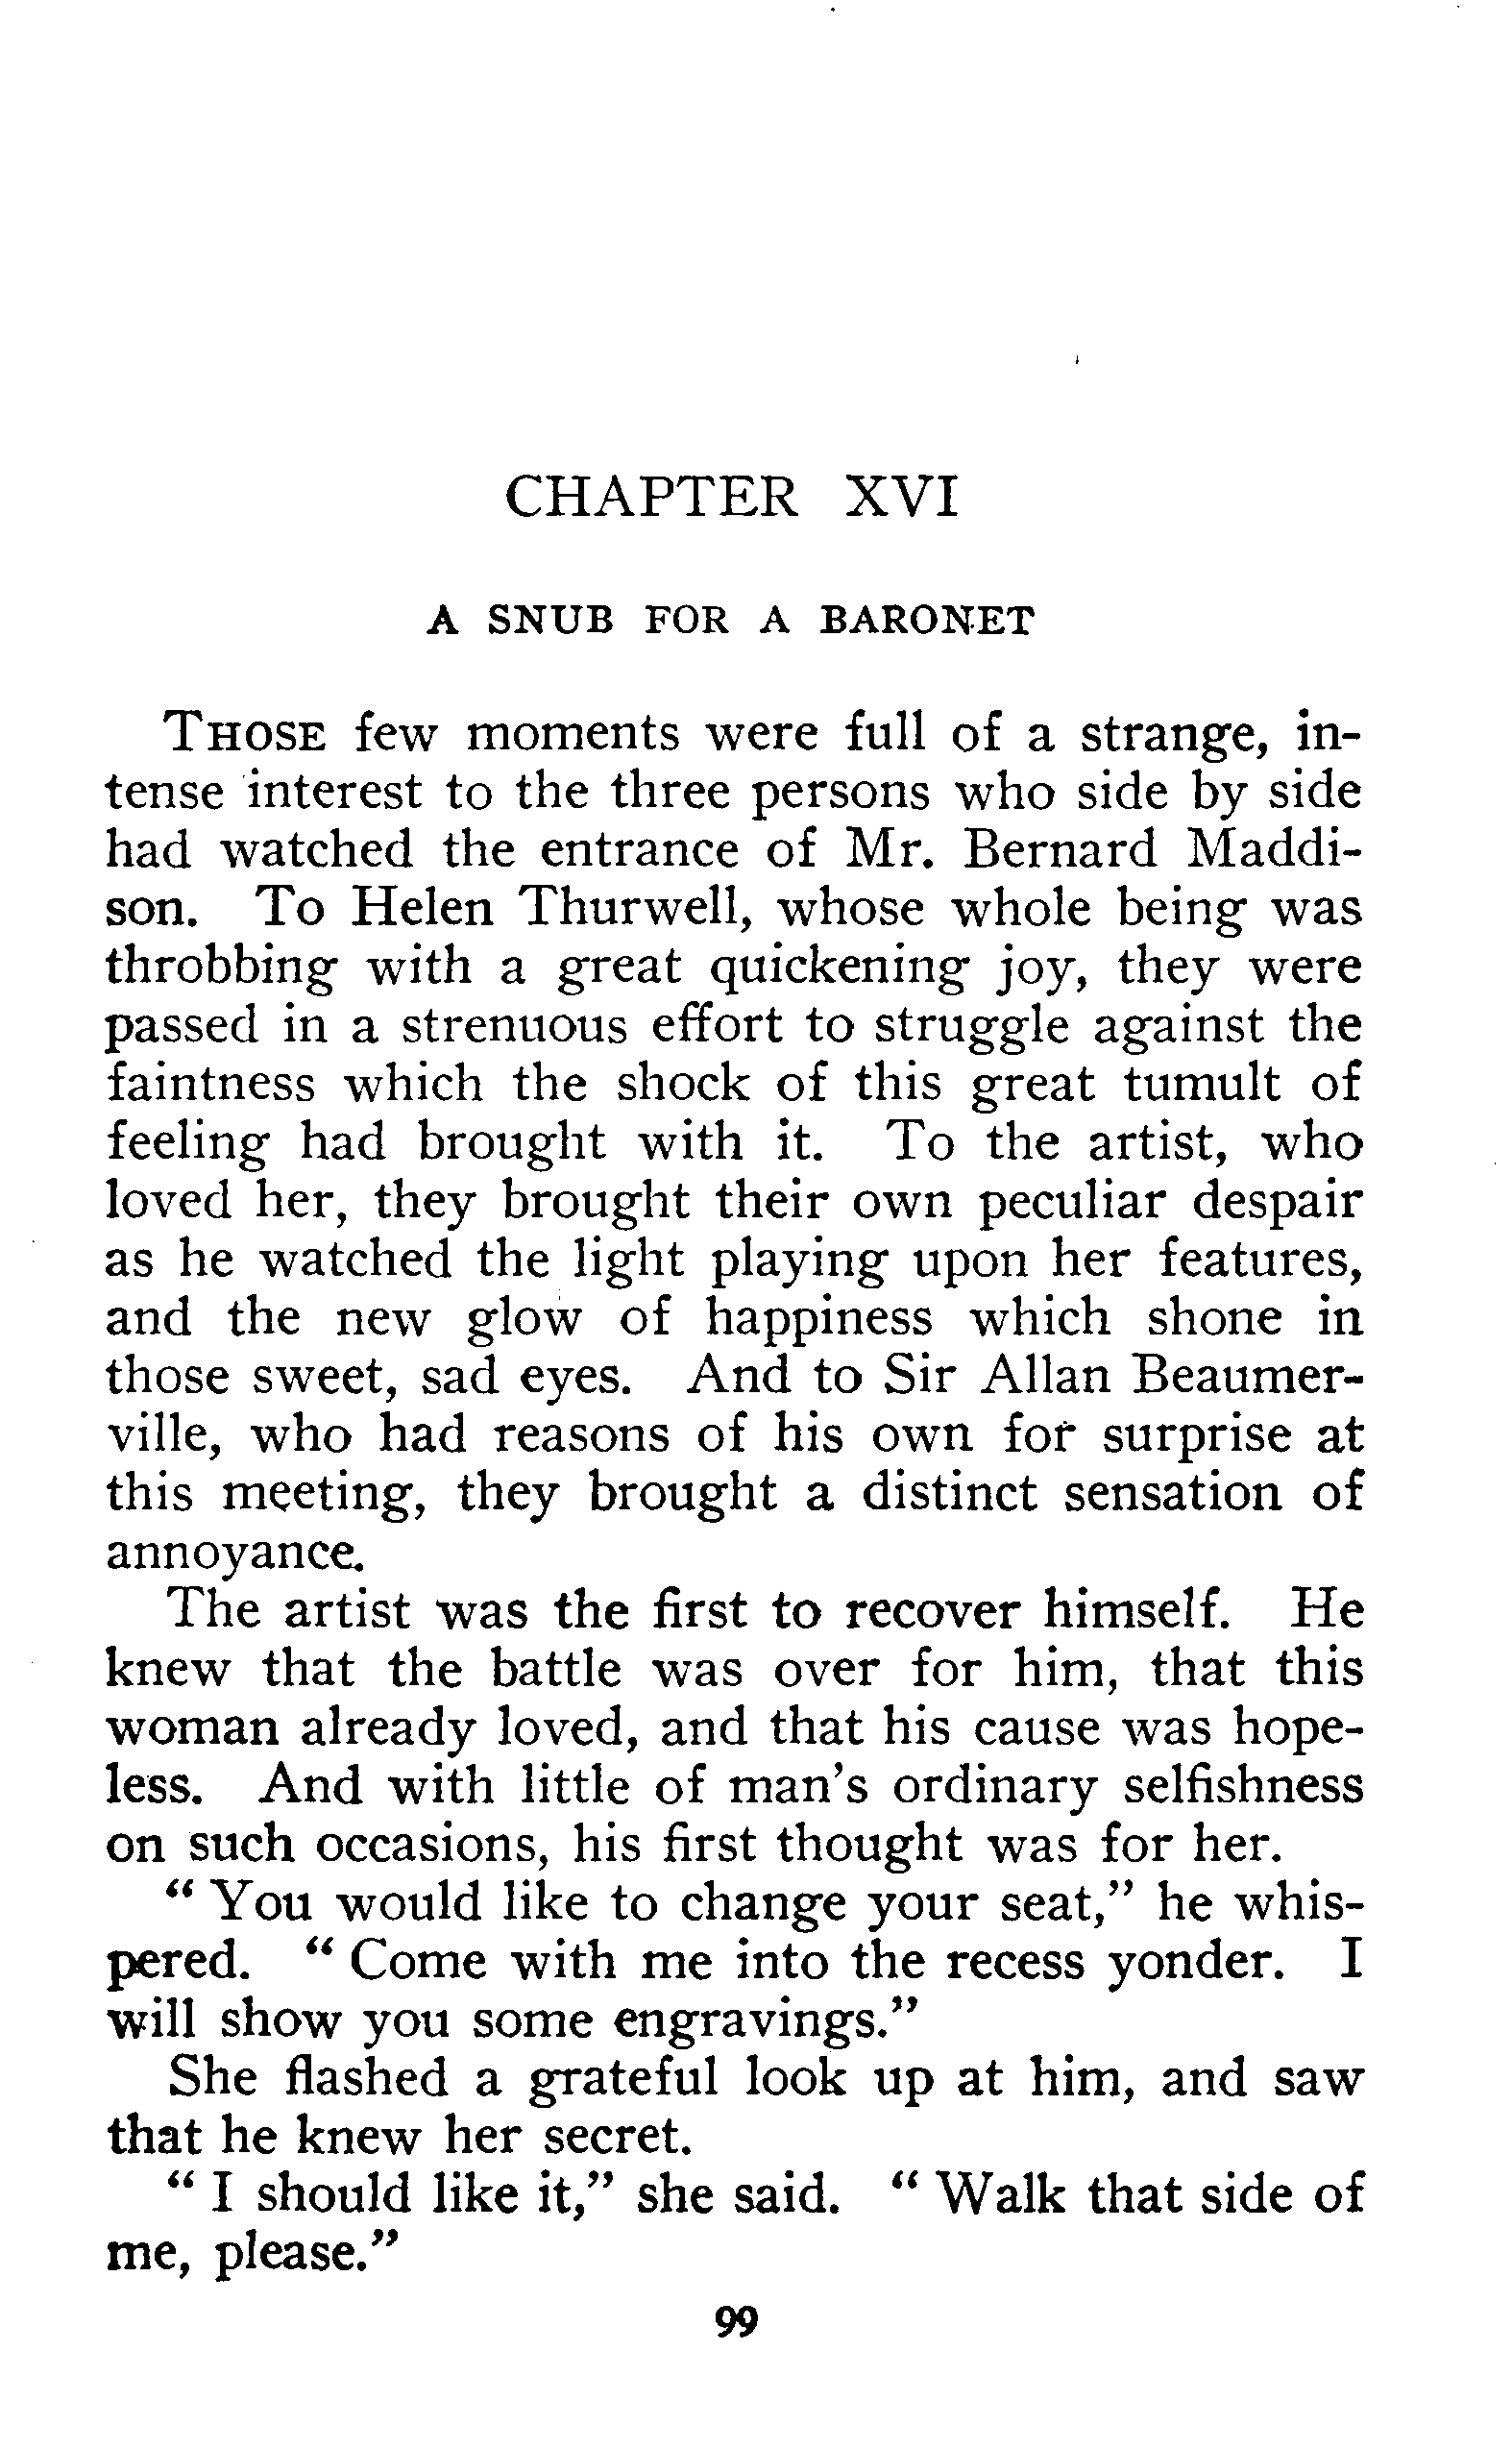 CHAPTER XVI
A SNUB FOR A BARONET
THOSE few moments were full of a strange, in-
tense interest to the three persons who side by side
had watched the entrance of Mr. Bernard Maddi-
son. To Helen Thurwell, whose whole being was
throbbing with a great quickening joy, they were
passed in a strenuous effort to struggle against the
faintness which the shock of this great tumult of
feeling had brought with it. To the artist, who
loved her, they brought their own peculiar despair
as he watched the light playing upon her features,
and the new glow of happiness which shone in
those sweet, sad eyes. And to Sir Allan Beaumer-
ville, who had reasons of his own for surprise at
this meeting, they brought a distinct sensation of
annoyance.
The artist was the first to recover himself. He
knew that the battle was over for him, that this
woman already loved, and that his cause was hope-
less. And with little of man's ordinary selfishness
on such occasions, his first thought was for her.
“ You would like to change your seat,” he whis-
pered. “ Come with me into the recess yonder. I
will show you some engravings.”
She flashed a grateful look up at him, and saw
that he knew her secret.
“ I should like it,” she said. “ Walk that side of
me, please.”
99